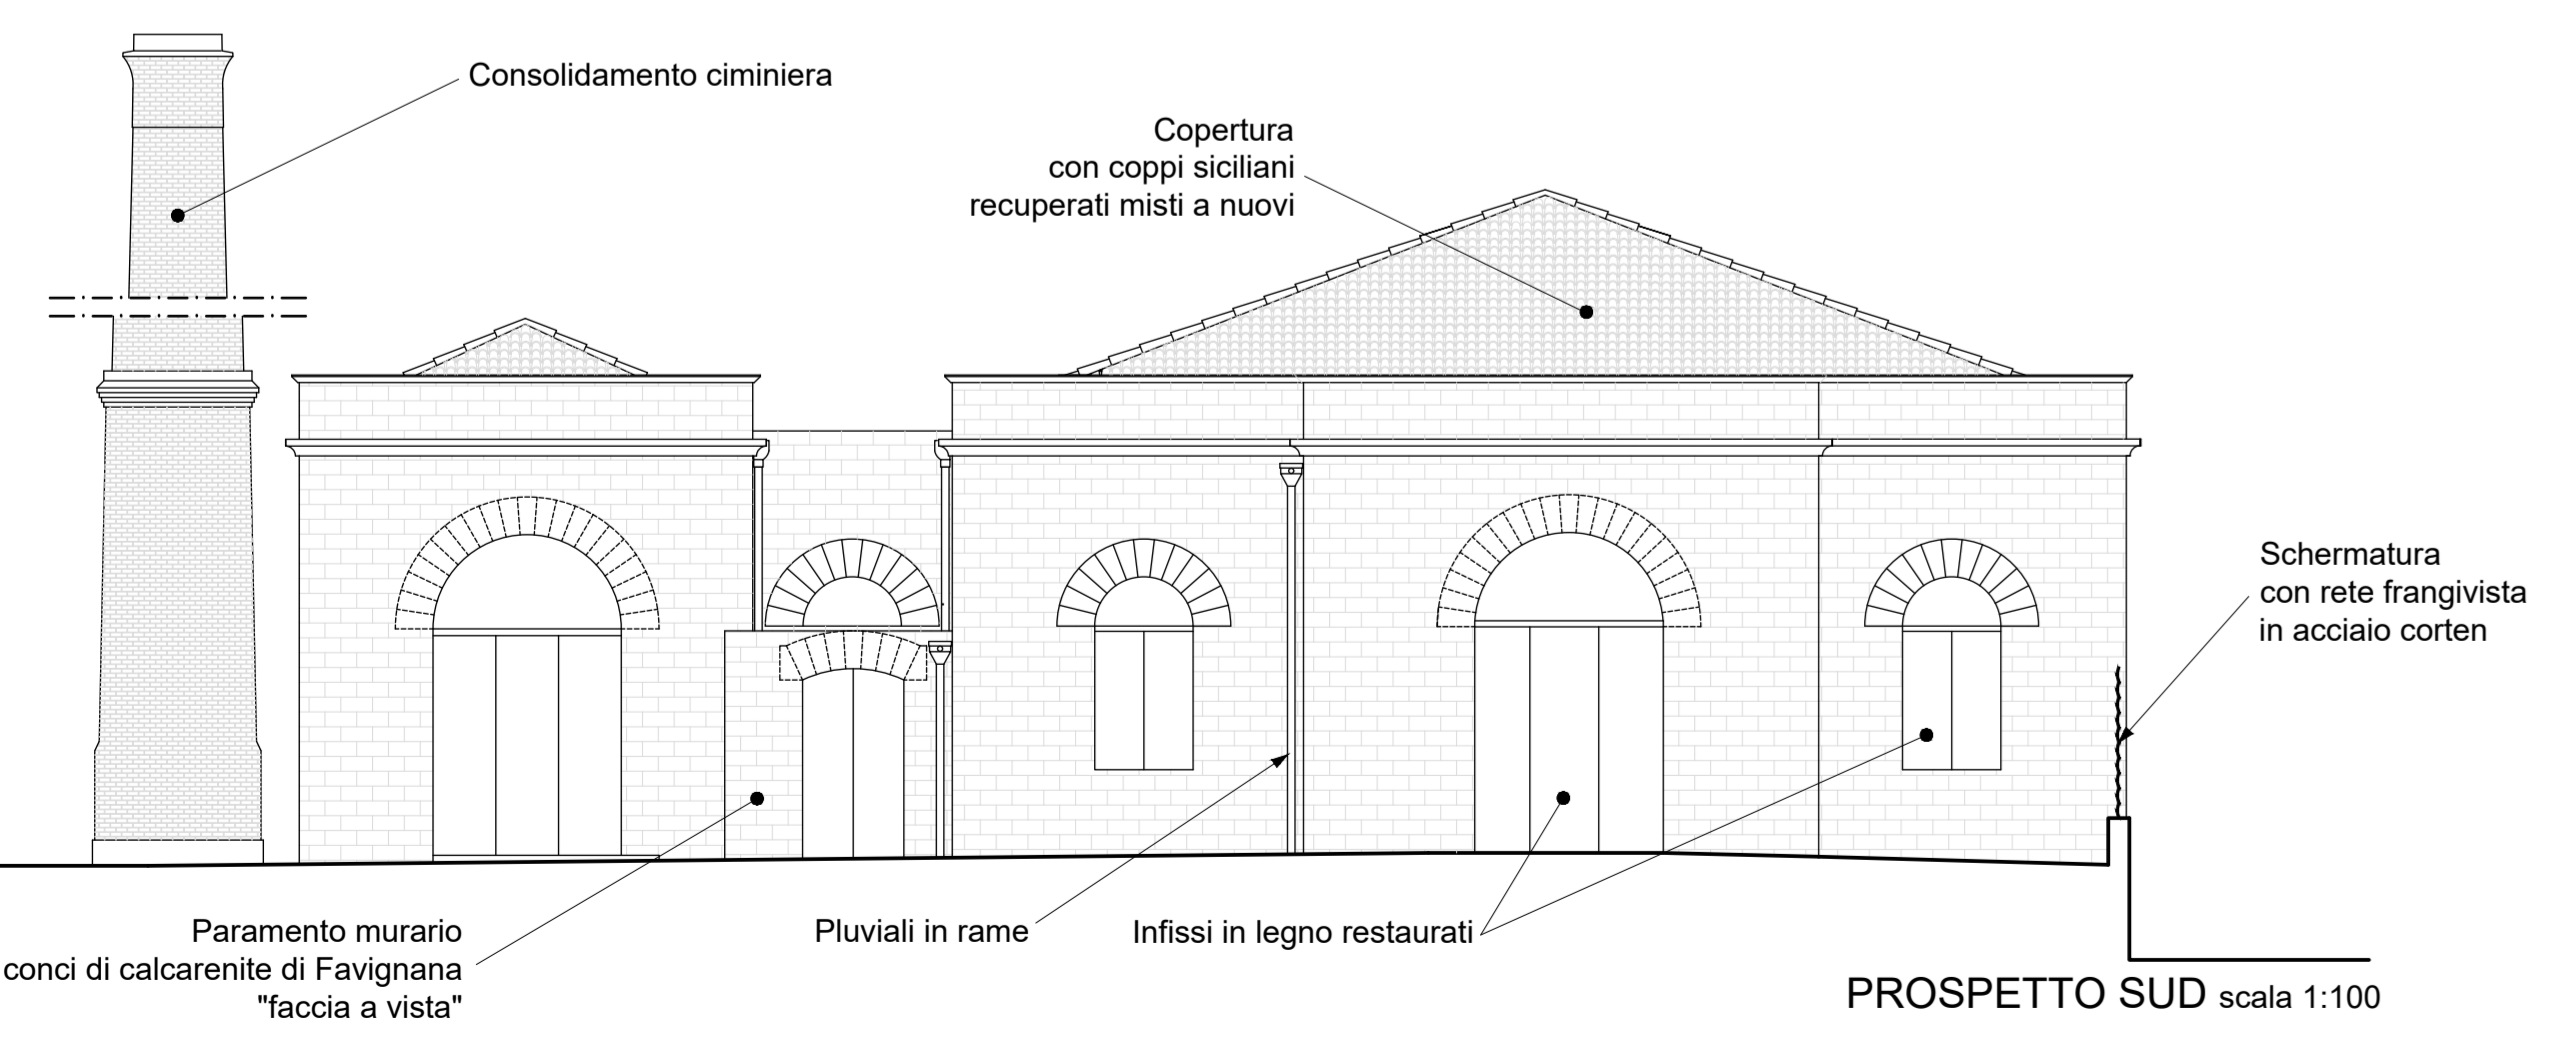 Consolidamento ciminiera
Copertura
con coppi siciliani
recuperati misti a nuovi
Schermatura
con rete frangivista
in acciaio corten
Paramento murario
conci di calcarenite di Favignana
"faccia a vista"
Pluviali in rame
Infissi in legno restaurati
PROSPETTO SUD scala 1:100